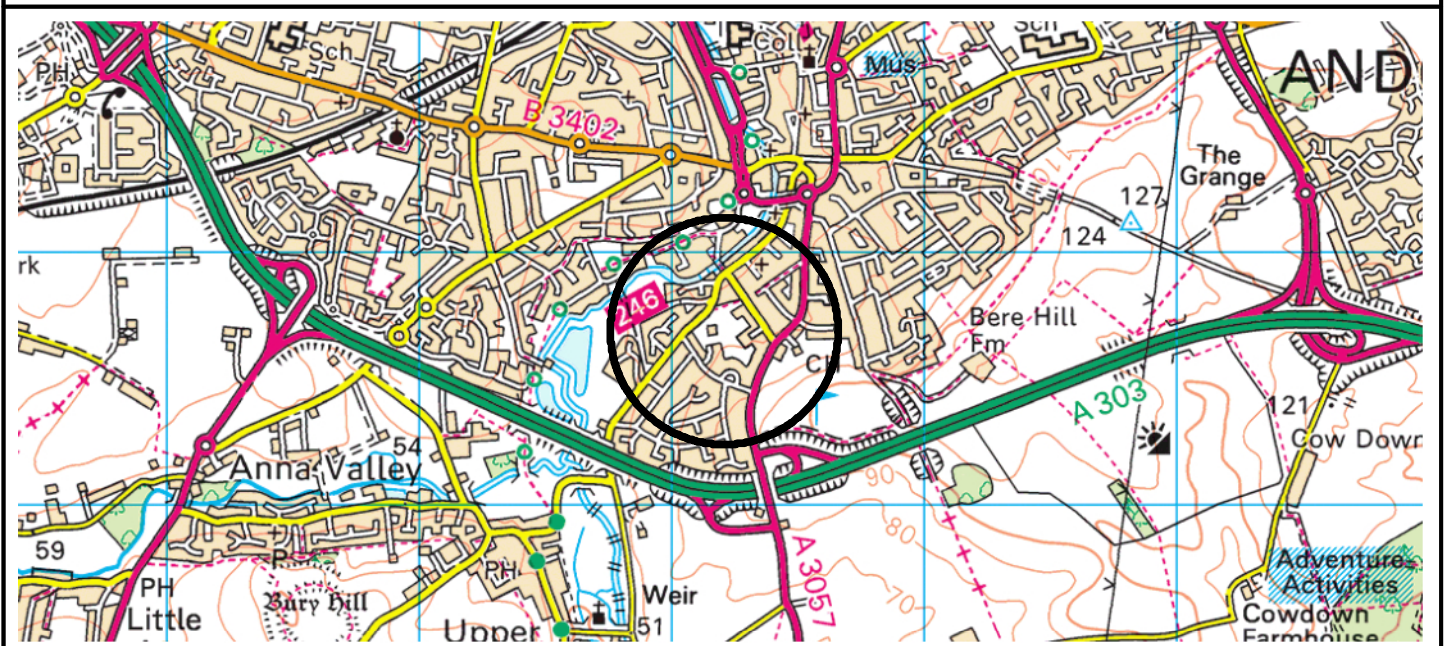 Sch
Coll
Sch
PH
Mus
AND
B 3402
The
Grange
127
124
rk
246
Bere Hill
Fm
A 303
121
54
Anna Valley
Cow Down
90
80
59
P
PH
PH
Bury Hill
Little
Upper
Weir
51
A 3057
70
Adventure
Activities
Cowdown
Farmhouse
110